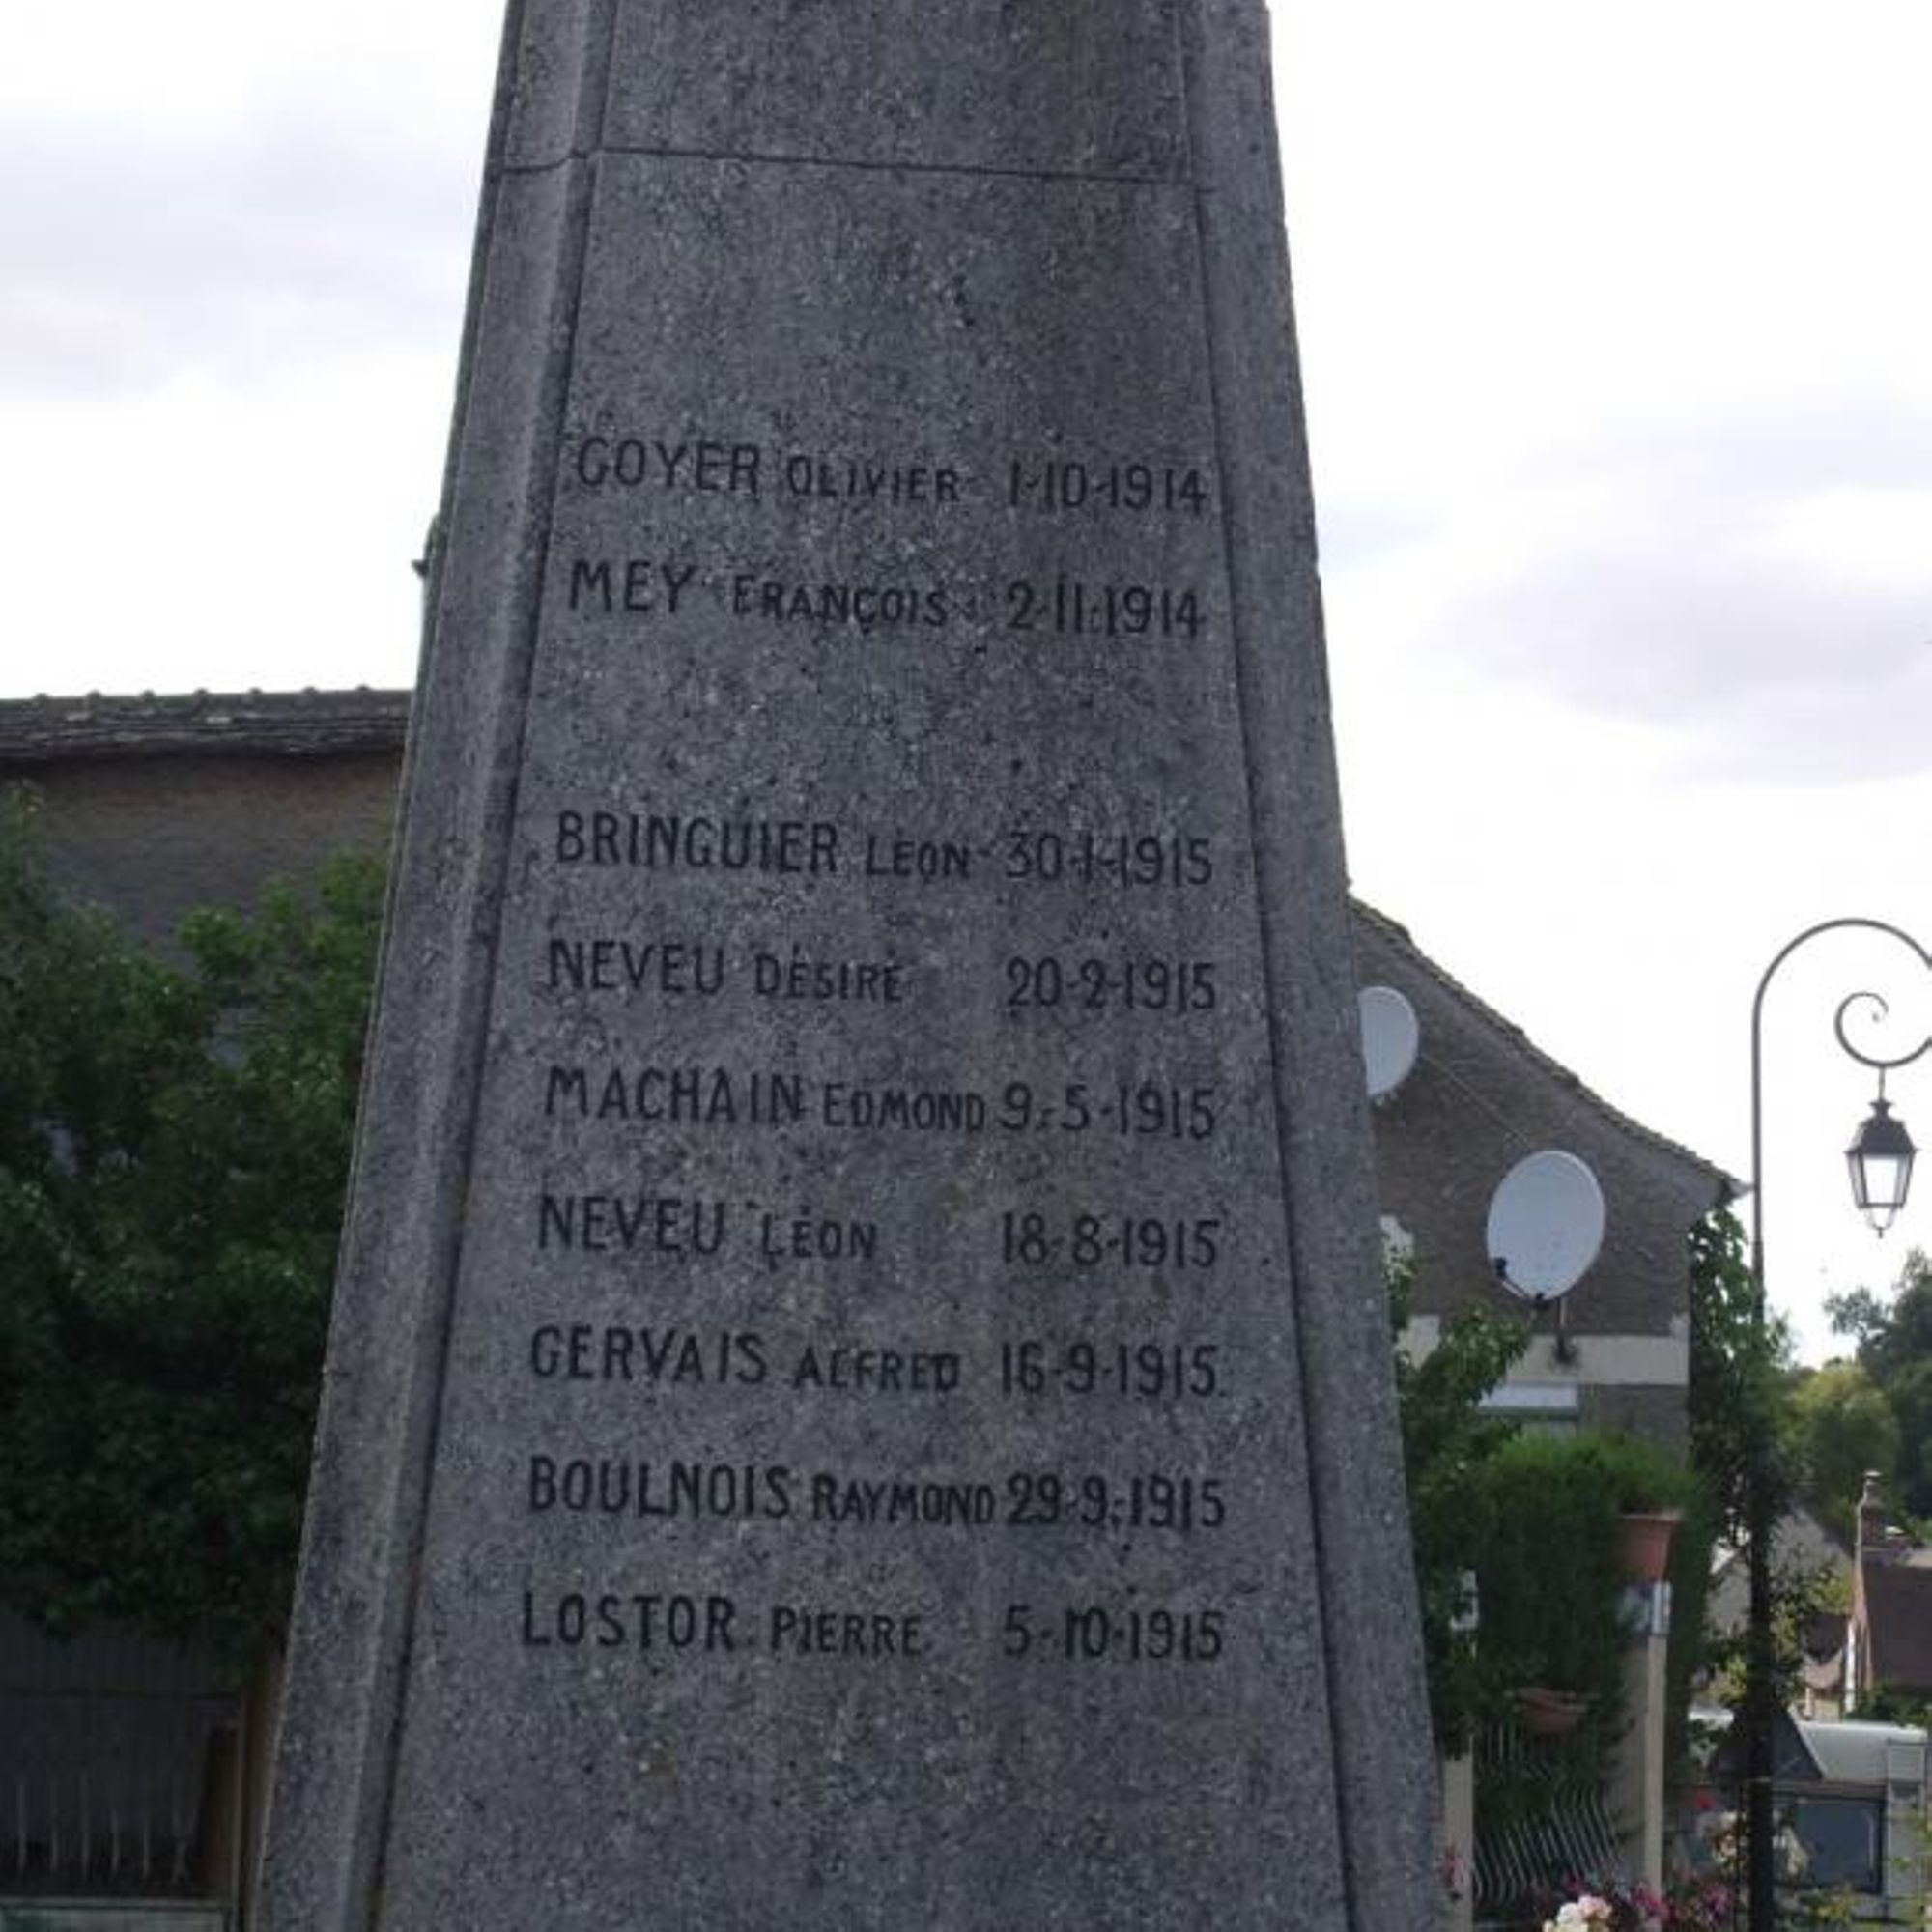 GOYER OLIVIER 1-10-1914
MEY FRANÇOIS 2-11-1914
BRINGUIER LEON 30-1-1915
NEVEU DÉSIRÉ 20-2-1915
MACHAIN EDMOND 9-5-1915
NEVEU LÉON 18-8-1915
GERVAIS ALFRED 16-9-1915
BOULNOIS RAYMOND 29-9-1915
LOSTOR PIERRE 5-10-1915